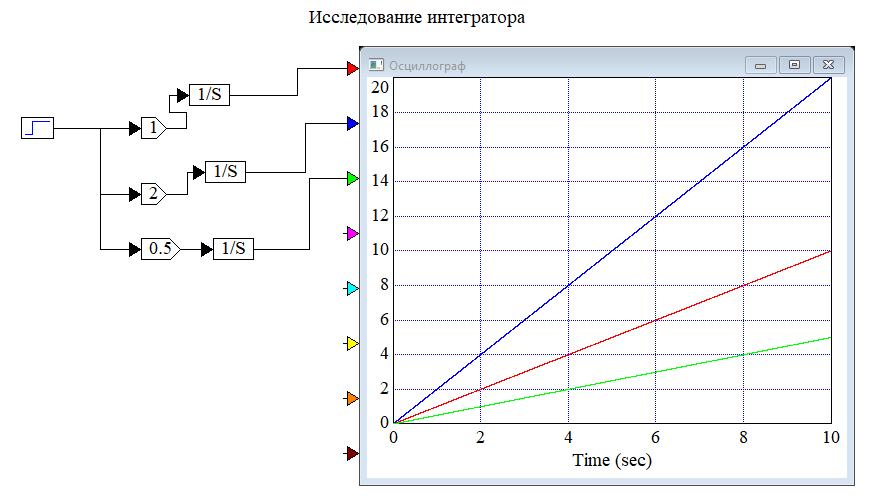 Исследование интегратора
Осциллограф
1/S
1
1/S
2
1/S
0.5
20
18
16
14
12
10
8
6
4
2
0
0 2 4 6 8 10
Time (sec)